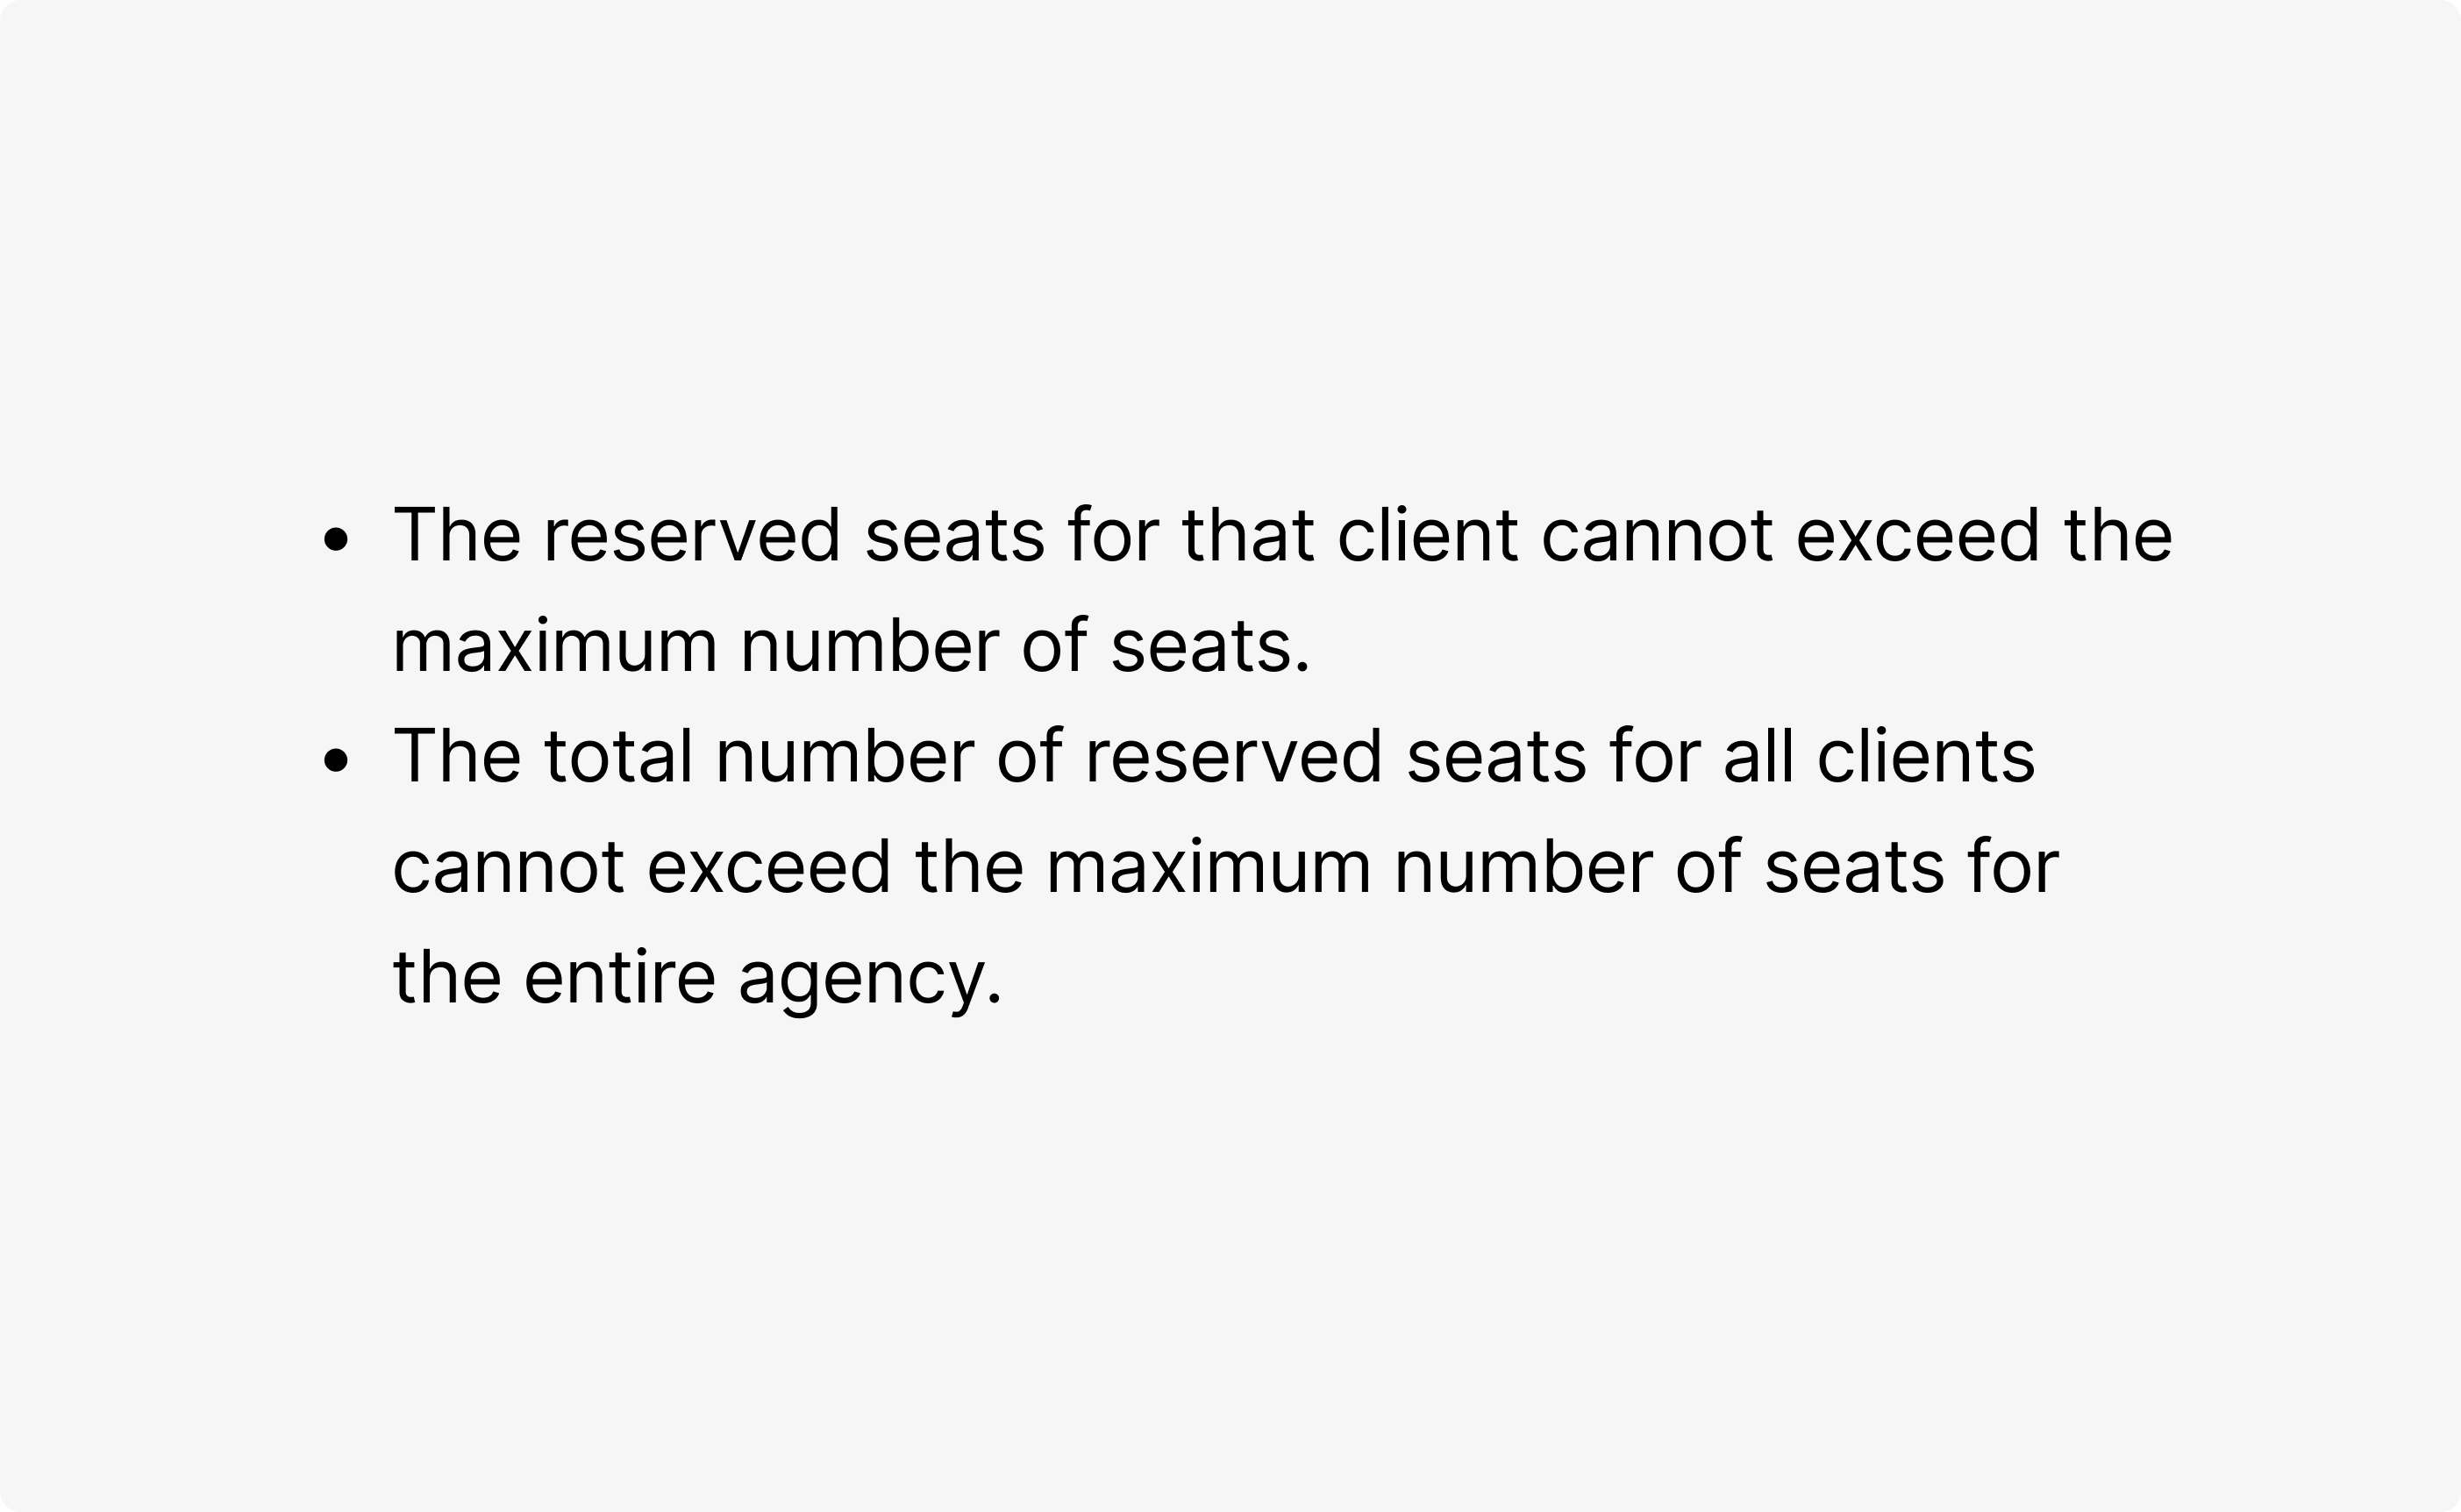 • The reserved seats for that client cannot exceed the
maximum number of seats.
• The total number of reserved seats for all clients
cannot exceed the maximum number of seats for
the entire agency.